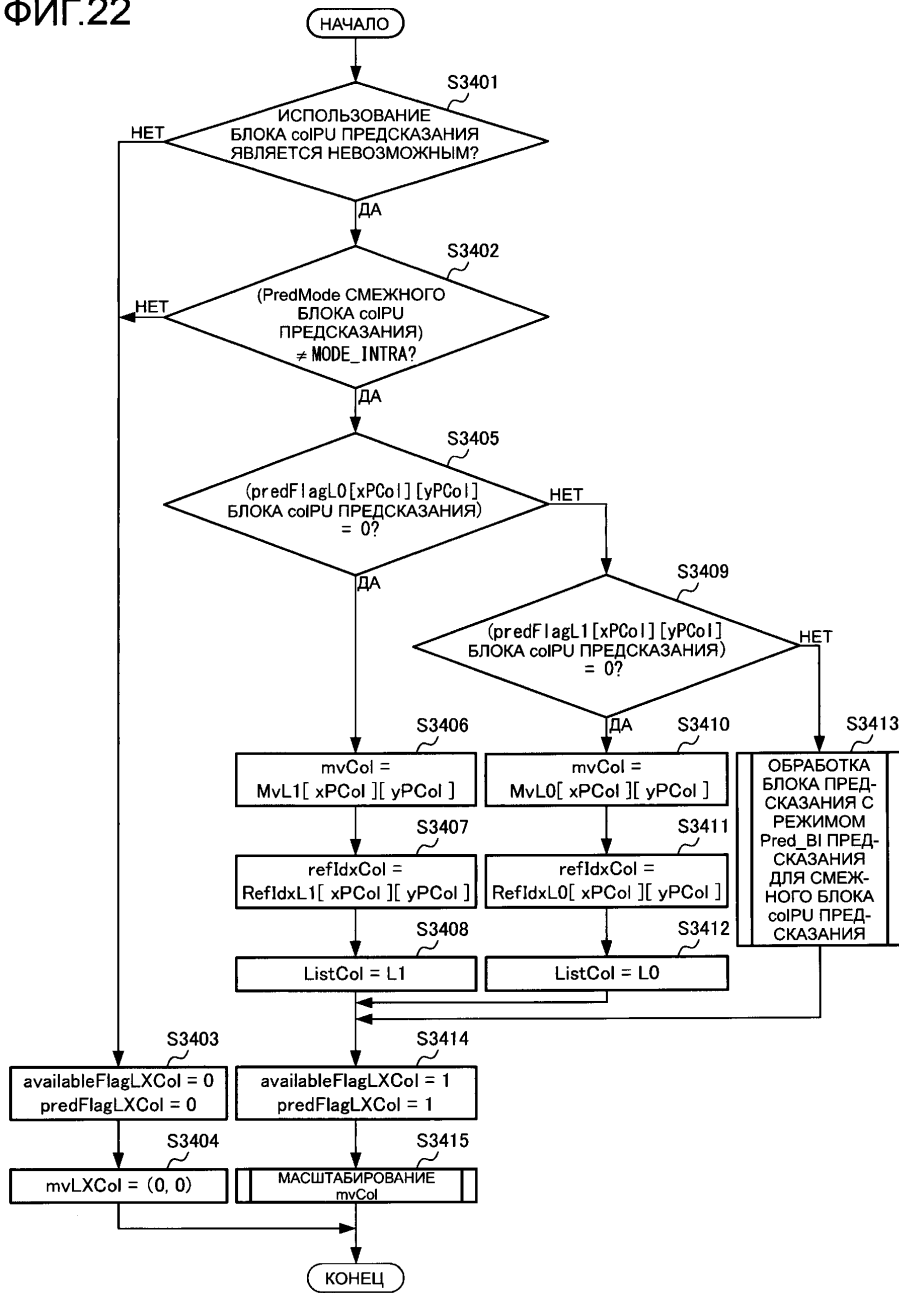 ФИГ.22
НАЧАЛО
S3401
ИСПОЛЬЗОВАНИЕ
БЛОКА colPU ПРЕДСКАЗАНИЯ
ЯВЛЯЕТСЯ НЕВОЗМОЖНЫМ?
НЕТ
ДА
S3402
(PredMode СМЕЖНОГО
БЛОКА colPU
ПРЕДСКАЗАНИЯ)
≠ MODE_INTRA?
НЕТ
ДА
S3405
(predFlagL0[xPCol][yPCol]
БЛОКА colPU ПРЕДСКАЗАНИЯ)
= 0?
НЕТ
ДА
S3409
(predFlagL1[xPCol][yPCol]
БЛОКА colPU ПРЕДСКАЗАНИЯ)
= 0?
НЕТ
ДА
S3406
mvCol =
MvL1[ xPCol ][ yPCol ]
S3410
mvCol =
MvL0[ xPCol ][ yPCol ]
S3413
ОБРАБОТКА
БЛОКА ПРЕД-
СКАЗАНИЯ С
РЕЖИМОМ
Pred_BI ПРЕД-
СКАЗАНИЯ
ДЛЯ СМЕЖ-
НОГО БЛОКА
colPU ПРЕД-
СКАЗАНИЯ
S3407
refIdxCol =
RefIdxL1[ xPCol ][ yPCol ]
S3411
refIdxCol =
RefIdxL0[ xPCol ][ yPCol ]
S3408
ListCol = L1
S3412
ListCol = L0
S3403
availableFlagLXCol = 0
predFlagLXCol = 0
S3414
availableFlagLXCol = 1
predFlagLXCol = 1
S3404
mvLXCol = (0, 0)
S3415
МАСШТАБИРОВАНИЕ
mvCol
КОНЕЦ